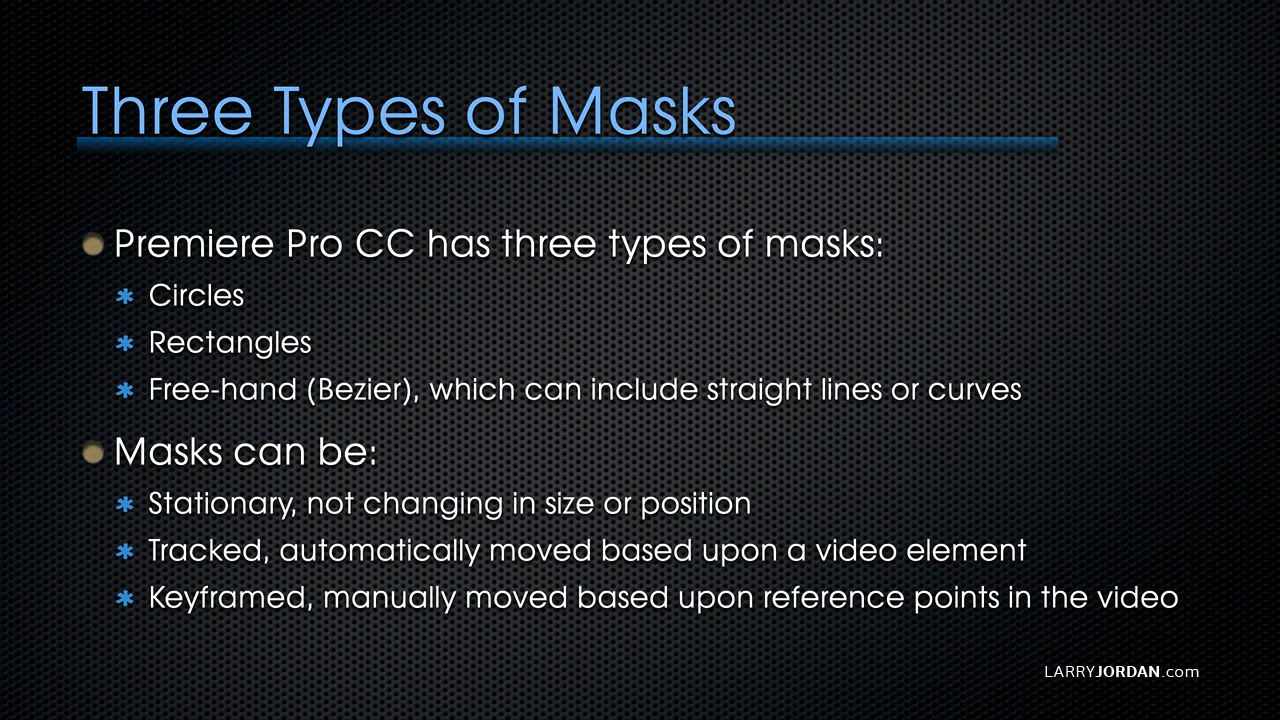 Three Types of Masks
Premiere Pro CC has three types of masks:
Circles
Rectangles
Free-hand (Bezier), which can include straight lines or curves
Masks can be:
Stationary, not changing in size or position
Tracked, automatically moved based upon a video element
Keyframed, manually moved based upon reference points in the video
LARRYJORDAN.com